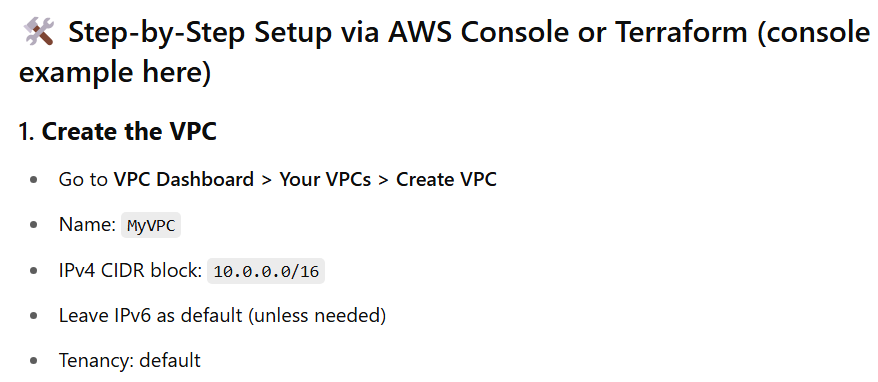 🛠 Step-by-Step Setup via AWS Console or Terraform (console
example here)
1. Create the VPC
• Go to VPC Dashboard > Your VPCs > Create VPC
• Name: MyVPC
• IPv4 CIDR block: 10.0.0.0/16
• Leave IPv6 as default (unless needed)
• Tenancy: default